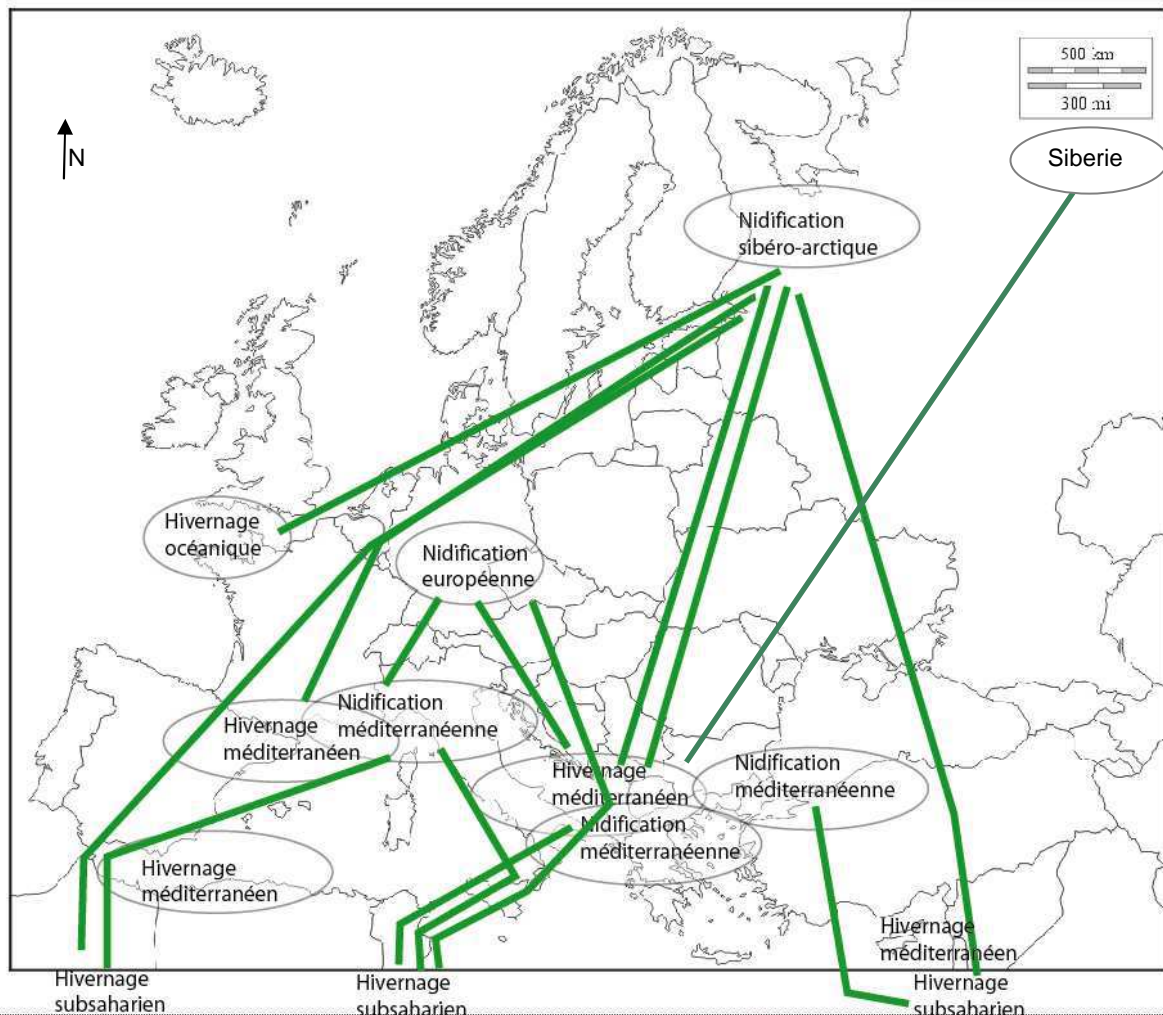 500 km
300 mi
N
Siberie
Nidification
sibéro-arctique
Hivernage
océanique
Nidification
européenne
Nidification
méditerranéenne
Hivernage
méditerranéen
Hivernage
méditerranéen
Nidification
méditerranéenne
Nidification
méditerranéenne
Hivernage
méditerranéen
Hivernage
méditerranéen
Hivernage
subsaharien
Hivernage
subsaharien
Hivernage
subsaharien